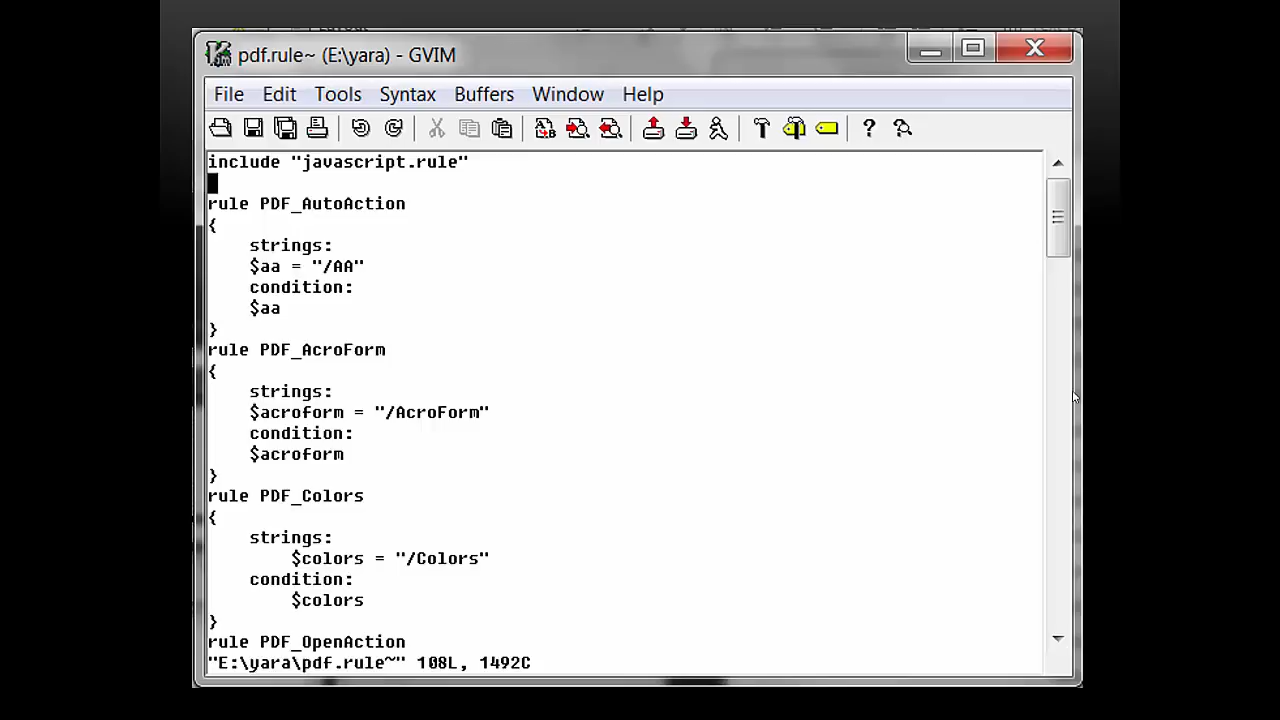 pdf.rule~ (E:\yara) - GVIM
File Edit Tools Syntax Buffers Window Help
include "javascript.rule"
rule PDF_AutoAction
{
    strings:
    $aa = "/AA"
    condition:
    $aa
}
rule PDF_AcroForm
{
    strings:
    $acroform = "/AcroForm"
    condition:
    $acroform
}
rule PDF_Colors
{
    strings:
        $colors = "/Colors"
    condition:
        $colors
}
rule PDF_OpenAction
"E:\yara\pdf.rule~" 108L, 1492C